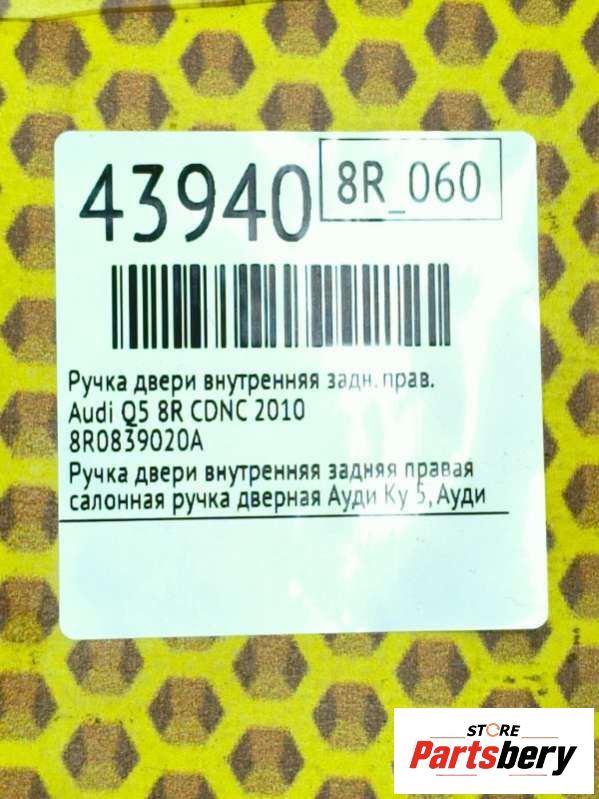 43940
8R_060
Ручка двери внутренняя задн. прав.
Audi Q5 8R CDNC 2010
8R0839020A
Ручка двери внутренняя задняя правая
салонная ручка дверная Ауди Ку 5, Ауди
STORE
Partsbery